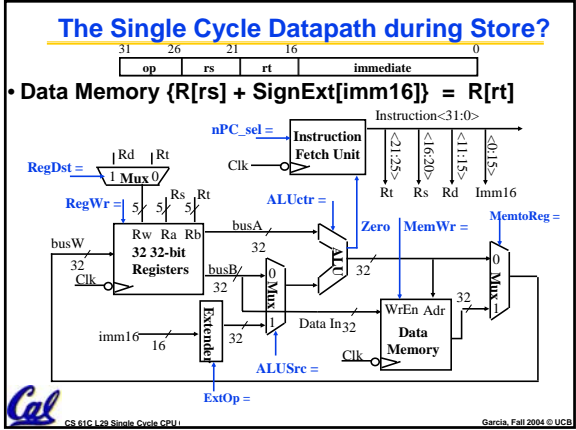 The Single Cycle Datapath during Store?
31 26 21 16 0
op rs rt immediate
• Data Memory {R[rs] + SignExt[imm16]} = R[rt]
Instruction<31:0>
nPC_sel =
Instruction
Fetch Unit
Clk
<21:25>
<16:20>
<11:15>
<0:15>
Rt Rs Rd Imm16
Rd Rt
RegDst =
1 Mux 0
RegWr =
5 5 5
Rs Rt
ALUctr =
Zero
MemWr =
MemtoReg =
busW
32
Rw Ra Rb
32 32-bit
Registers
Clk
busA
32
busB
32
0
Mux
1
ALU
32
0
Mux
1
imm16
16
Extender
32
Data In
32
WrEn Adr
Data
Memory
32
Clk
ALUSrc =
ExtOp =
Cal
CS 61C L29 Single Cycle CPU
Garcia, Fall 2004 © UCB